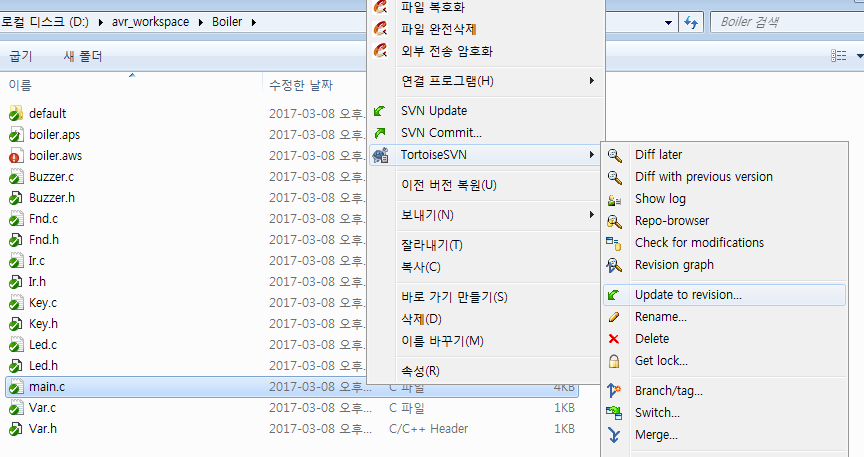 로컬 디스크 (D:) ▸ avr_workspace ▸ Boiler ▸
Boiler 검색
굽기 새 폴더
이름 수정한 날짜
default 2017-03-08 오후...
boiler.aps 2017-03-08 오후...
boiler.aws 2017-03-08 오후...
Buzzer.c 2017-03-08 오후...
Buzzer.h 2017-03-08 오후...
Fnd.c 2017-03-08 오후...
Fnd.h 2017-03-08 오후...
Ir.c 2017-03-08 오후...
Ir.h 2017-03-08 오후...
Key.c 2017-03-08 오후...
Key.h 2017-03-08 오후...
Led.c 2017-03-08 오후...
Led.h 2017-03-08 오후...
main.c 2017-03-08 오후... C 파일 4KB
Var.c 2017-03-08 오후... C 파일 1KB
Var.h 2017-03-08 오후... C/C++ Header 1KB
파일 복호화
파일 완전삭제
외부 전송 암호화
연결 프로그램(H)
SVN Update
SVN Commit...
TortoiseSVN
이전 버전 복원(U)
보내기(N)
잘라내기(T)
복사(C)
바로 가기 만들기(S)
삭제(D)
이름 바꾸기(M)
속성(R)
Diff later
Diff with previous version
Show log
Repo-browser
Check for modifications
Revision graph
Update to revision...
Rename...
Delete
Get lock...
Branch/tag...
Switch...
Merge...